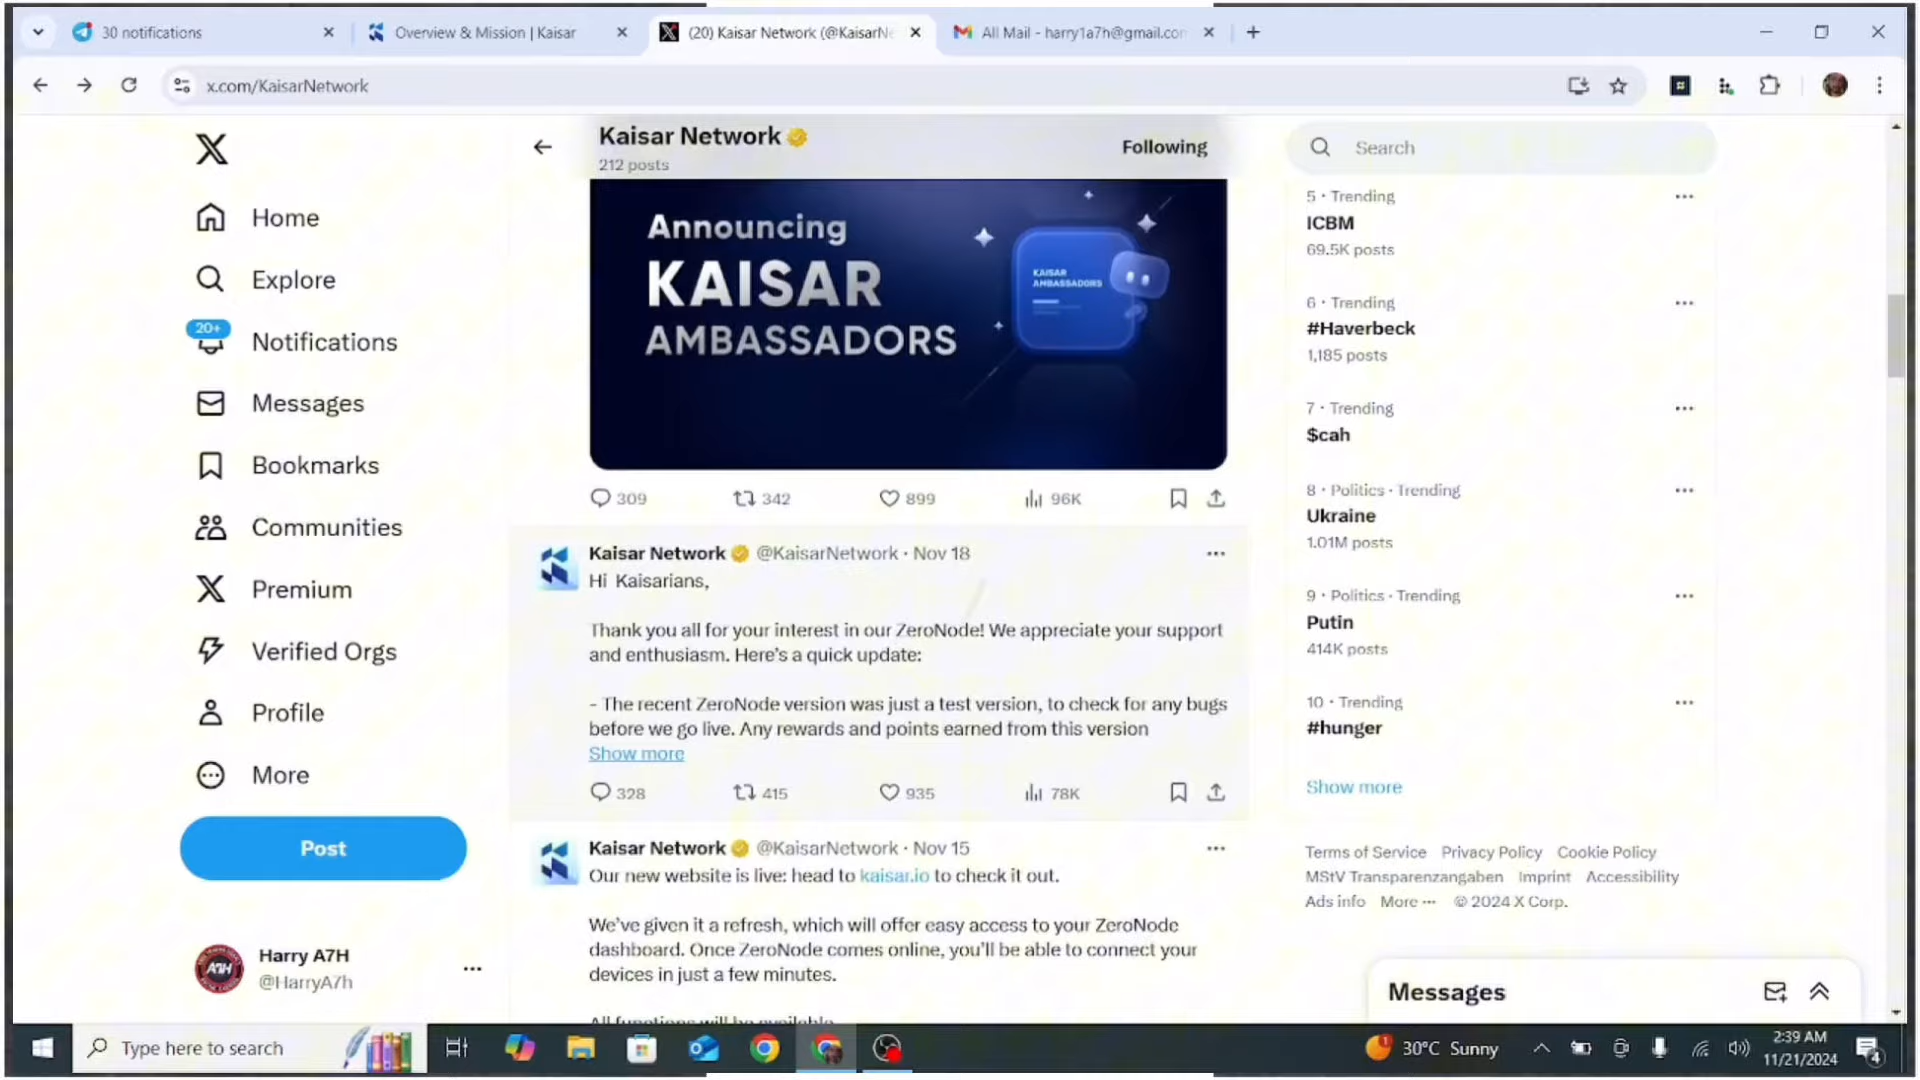 30 notifications
Overview & Mission | Kaisar
(20) Kaisar Network (@KaisarNe
All Mail - harry1a7h@gmail.con
x.com/KaisarNetwork
Kaisar Network
212 posts
Following
Search
Home
Explore
20+
Notifications
Messages
Bookmarks
Communities
Premium
Verified Orgs
Profile
More
Post
Harry A7H
@HarryA7h
A7H
Announcing
KAISAR
AMBASSADORS
KAISAR
AMBASSADORS
309
342
899
96K
Kaisar Network @KaisarNetwork · Nov 18
Hi Kaisarians,
Thank you all for your interest in our ZeroNode! We appreciate your support
and enthusiasm. Here's a quick update:
- The recent ZeroNode version was just a test version, to check for any bugs
before we go live. Any rewards and points earned from this version
Show more
328
415
935
78K
Kaisar Network @KaisarNetwork · Nov 15
Our new website is live: head to kaisar.io to check it out.
We've given it a refresh, which will offer easy access to your ZeroNode
dashboard. Once ZeroNode comes online, you'll be able to connect your
devices in just a few minutes.
All functions will be available
5 · Trending
ICBM
69.5K posts
6 · Trending
#Haverbeck
1,185 posts
7 · Trending
$cah
8 · Politics · Trending
Ukraine
1.01M posts
9 · Politics · Trending
Putin
414K posts
10 · Trending
#hunger
Show more
Terms of Service Privacy Policy Cookie Policy
MStV Transparenzangaben Imprint Accessibility
Ads info More ··· © 2024 X Corp.
Messages
Type here to search
30°C Sunny
2:39 AM
11/21/2024
4